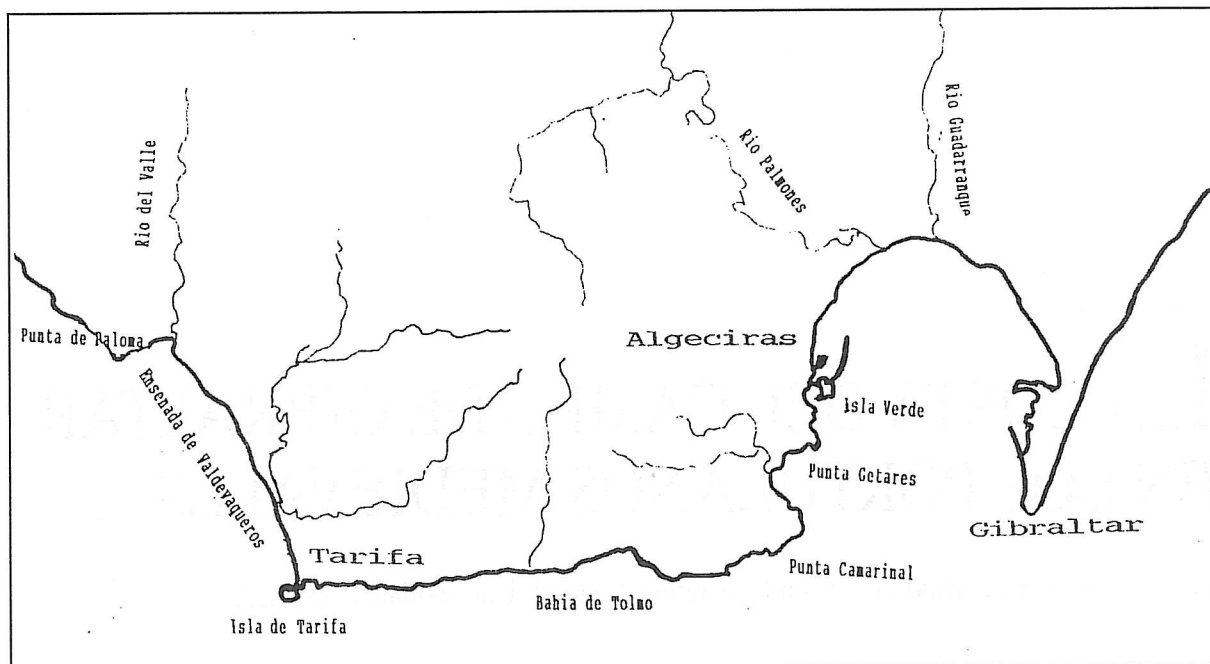 Rio del Valle
Rio Palmones
Rio Guadarranque
Punta de Paloma
Algeciras
Isla Verde
Ensenada de Valdevaqueros
Punta Getares
Gibraltar
Tarifa
Punta Camarinal
Bahia de Tolmo
Isla de Tarifa